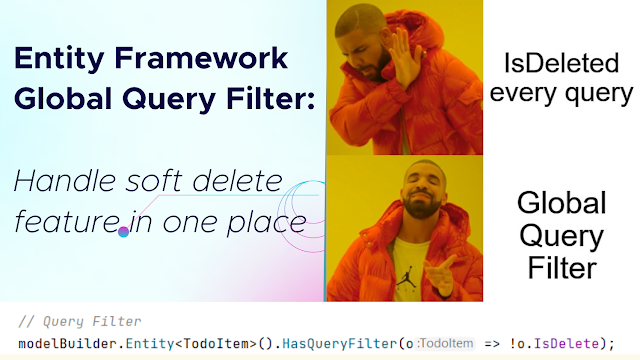 Entity Framework
Global Query Filter:
Handle soft delete
feature in one place
IsDeleted
every query
Global
Query
Filter
// Query Filter
modelBuilder.Entity<TodoItem>().HasQueryFilter(o :TodoItem => !o.IsDelete);